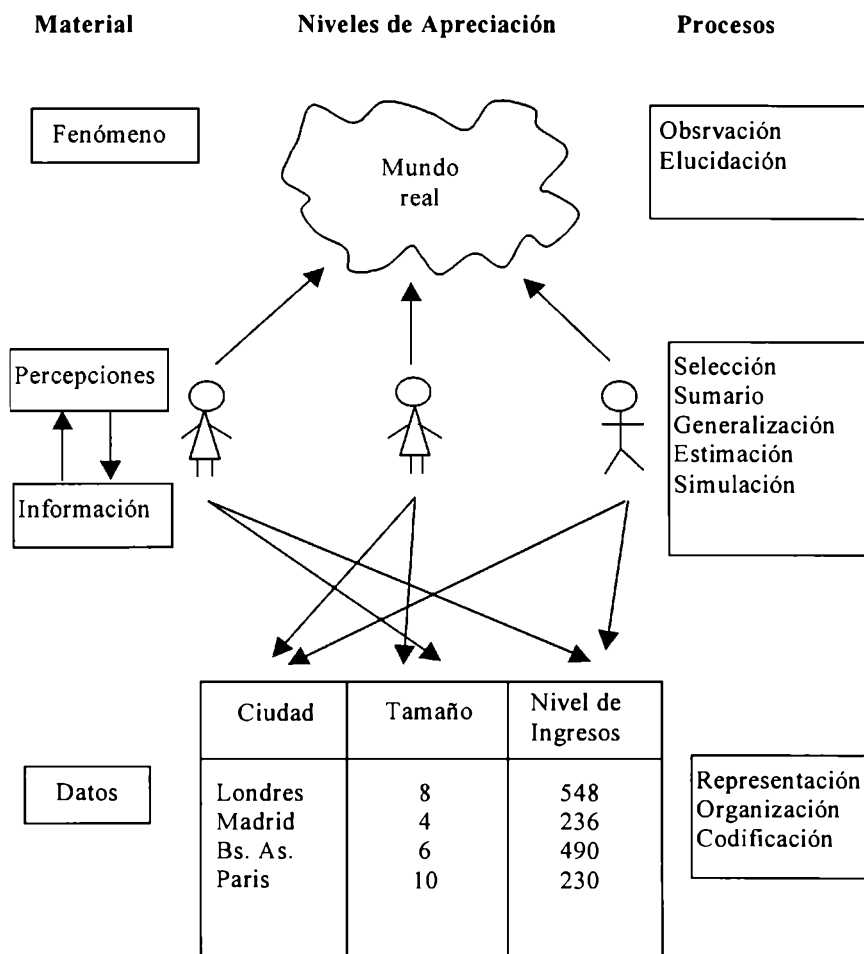 Material Niveles de Apreciación Procesos
Fenómeno
Mundo
real
Obsrvación
Elucidación
Percepciones
Información
Selección
Sumario
Generalización
Estimación
Simulación
Datos
Ciudad Tamaño Nivel de
Ingresos
Londres 8 548
Madrid 4 236
Bs. As. 6 490
Paris 10 230
Representación
Organización
Codificación